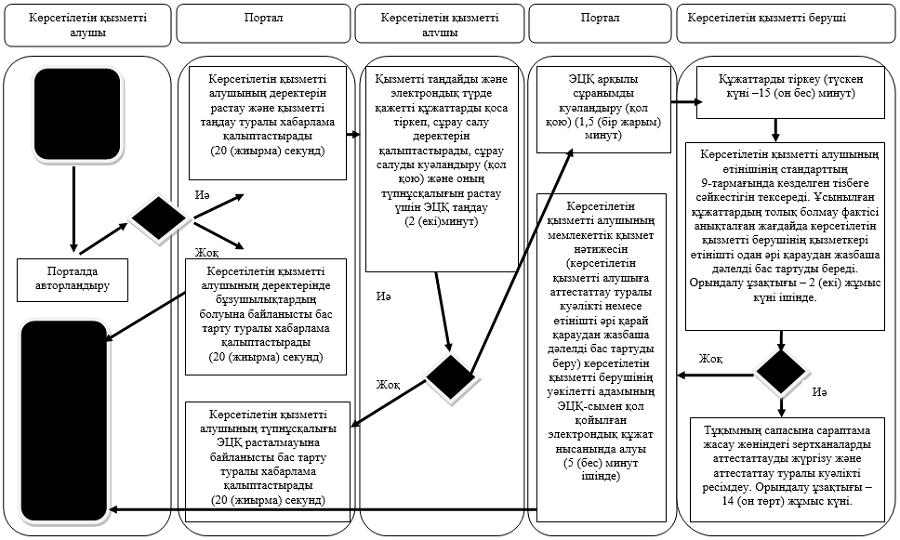 Көрсетілетін қызметті
алушы
Портал
Көрсетілетін қызметті
алушы
Портал
Көрсетілетін қызметті беруші
Порталда
авторландыру
Көрсетілетін қызметті
алушының деректерін
растау және қызметті
таңдау туралы хабарлама
қалыптастырады
(20 (жиырма) секунд)
Иә
Жоқ
Көрсетілетін қызметті
алушының деректерінде
бұзушылықтардың
болуына байланысты бас
тарту туралы хабарлама
қалыптастырады
(20 (жиырма) секунд)
Көрсетілетін қызметті
алушының түпнұсқалығы
ЭЦҚ расталмауына
байланысты бас тарту
туралы хабарлама
қалыптастырады
(20 (жиырма) секунд)
Қызметті таңдайды және
электрондық түрде
қажетті құжаттарды қоса
тіркеп, сұрау салу
деректерін
қалыптастырады, сұрау
салуды куәландыру (қол
қою) және оның
түпнұсқалығын растау
үшін ЭЦҚ таңдау
(2 (екі)минут)
Иә
Жоқ
ЭЦҚ арқылы
сұранымды
куәландыру (қол
қою) (1,5 (бір жарым)
минут)
Көрсетілетін
қызметті алушының
мемлекеттік қызмет
нәтижесін
(көрсетілетін
қызметті алушыға
аттестаттау туралы
куәлікті немесе
өтінішті әрі қарай
қараудан жазбаша
дәлелді бас тартуды
беру) көрсетілетін
қызметті берушінің
уәкілетті адамының
ЭЦҚ-сымен қол
қойылған
электрондық құжат
нысанында алуы
(5 (бес) минут
ішінде)
Құжаттарды тіркеу (түскен
күні –15 (он бес) минут)
Көрсетілетін қызметті алушының
өтінішінің стандарттың
9-тармағында көзделген тізбеге
сәйкестігін тексереді. Ұсынылған
құжаттардың толық болмау фактісі
анықталған жағдайда көрсетілетін
қызметті берушінің қызметкері
өтінішті одан әрі қараудан жазбаша
дәлелді бас тартуды береді.
Орындалу ұзақтығы – 2 (екі) жұмыс
күні ішінде.
Жоқ
Иә
Тұқымның сапасына сараптама
жасау жөніндегі зертханаларды
аттестаттауды жүргізу және
аттестаттау туралы куәлікті
ресімдеу. Орындалу ұзақтығы –
14 (он төрт) жұмыс күні.